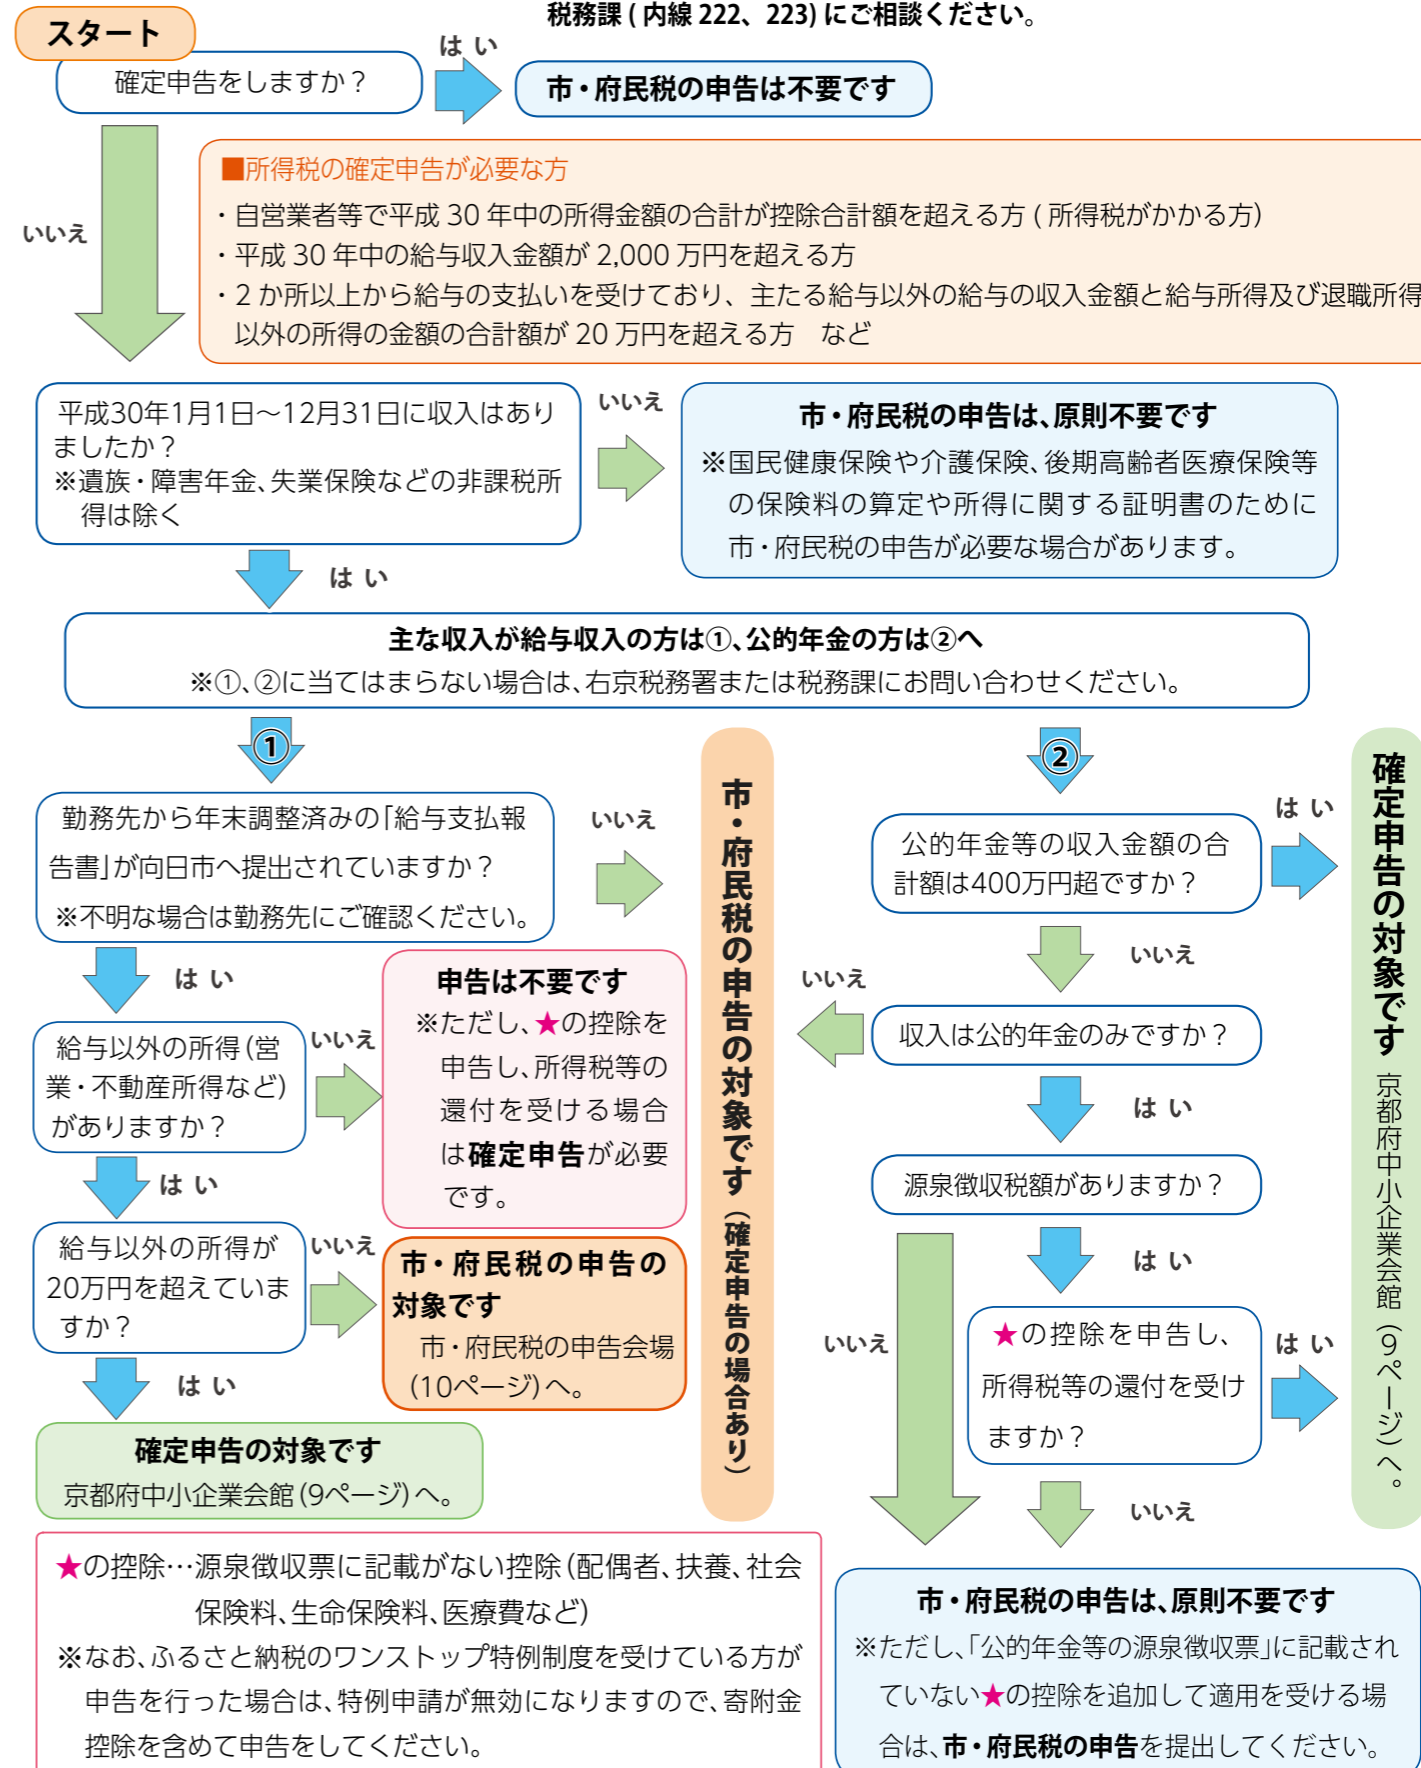 税務課 ( 内線 222、223) にご相談ください。
スタート
確定申告をしますか？
は い
市・府民税の申告は不要です
いいえ
■所得税の確定申告が必要な方
・自営業者等で平成 30 年中の所得金額の合計が控除合計額を超える方 ( 所得税がかかる方)
・平成 30 年中の給与収入金額が 2,000 万円を超える方
・2 か所以上から給与の支払いを受けており、主たる給与以外の給与の収入金額と給与所得及び退職所得
以外の所得の金額の合計額が 20 万円を超える方　など
平成30年1月1日～12月31日に収入はあり
ましたか？
※遺族・障害年金、失業保険などの非課税所
得は除く
いいえ
市・府民税の申告は、原則不要です
※国民健康保険や介護保険、後期高齢者医療保険等
の保険料の算定や所得に関する証明書のために
市・府民税の申告が必要な場合があります。
は い
主な収入が給与収入の方は①、公的年金の方は②へ
※①、②に当てはまらない場合は、右京税務署または税務課にお問い合わせください。
①
勤務先から年末調整済みの「給与支払報
告書」が向日市へ提出されていますか？
※不明な場合は勤務先にご確認ください。
いいえ
は い
給与以外の所得（営
業・不動産所得など）
がありますか？
いいえ
申告は不要です
※ただし、★の控除を
申告し、所得税等の
還付を受ける場合
は確定申告が必要
です。
は い
給与以外の所得が
20万円を超えていま
すか？
いいえ
市・府民税の申告の
対象です
市・府民税の申告会場
（10ページ）へ。
は い
確定申告の対象です
京都府中小企業会館（9ページ）へ。
市・府民税の申告の対象です（確定申告の場合あり）
②
公的年金等の収入金額の合
計額は400万円超ですか？
は い
いいえ
収入は公的年金のみですか？
いいえ
は い
源泉徴収税額がありますか？
は い
いいえ
★の控除を申告し、
所得税等の還付を受け
ますか？
は い
いいえ
確定申告の対象です 京都府中小企業会館（9ページ）へ。
市・府民税の申告は、原則不要です
※ただし、「公的年金等の源泉徴収票」に記載され
ていない★の控除を追加して適用を受ける場
合は、市・府民税の申告を提出してください。
★の控除…源泉徴収票に記載がない控除（配偶者、扶養、社会
保険料、生命保険料、医療費など）
※なお、ふるさと納税のワンストップ特例制度を受けている方が
申告を行った場合は、特例申請が無効になりますので、寄附金
控除を含めて申告をしてください。